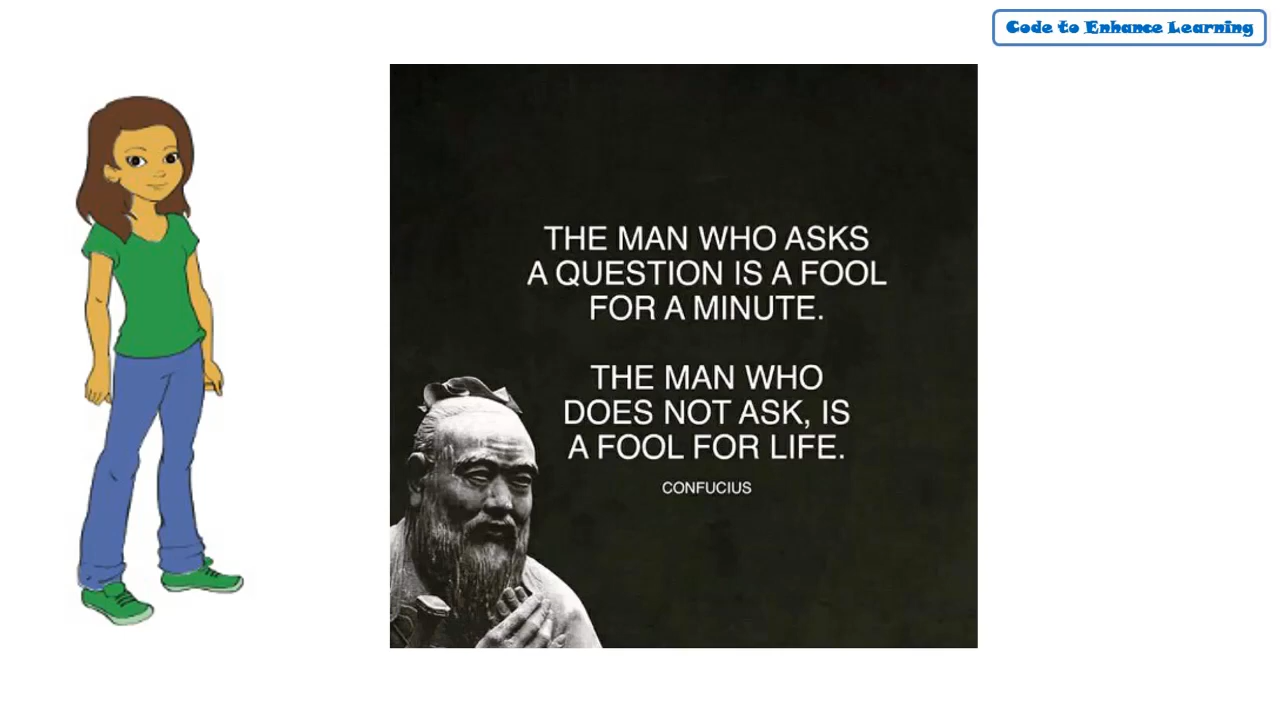 Code to Enhance Learning
THE MAN WHO ASKS
A QUESTION IS A FOOL
FOR A MINUTE.
THE MAN WHO
DOES NOT ASK, IS
A FOOL FOR LIFE.
CONFUCIUS